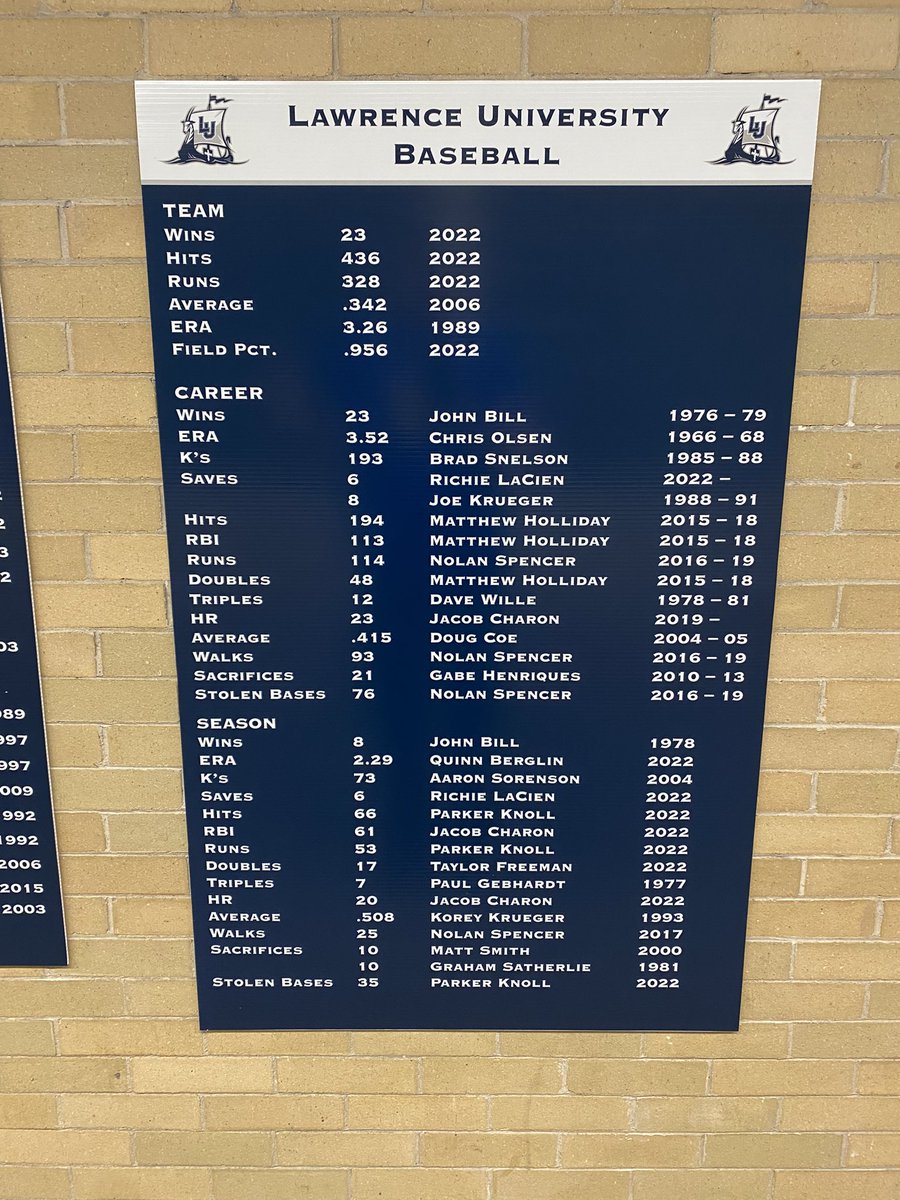 LAWRENCE UNIVERSITY
BASEBALL
LU
LU
TEAM
WINS 23 2022
HITS 436 2022
RUNS 328 2022
AVERAGE .342 2006
ERA 3.26 1989
FIELD PCT. .956 2022
CAREER
WINS 23 JOHN BILL 1976 – 79
ERA 3.52 CHRIS OLSEN 1966 – 68
K'S 193 BRAD SNELSON 1985 – 88
SAVES 6 RICHIE LACIEN 2022 –
8 JOE KRUEGER 1988 – 91
HITS 194 MATTHEW HOLLIDAY 2015 – 18
RBI 113 MATTHEW HOLLIDAY 2015 – 18
RUNS 114 NOLAN SPENCER 2016 – 19
DOUBLES 48 MATTHEW HOLLIDAY 2015 – 18
TRIPLES 12 DAVE WILLE 1978 – 81
HR 23 JACOB CHARON 2019 –
AVERAGE .415 DOUG COE 2004 – 05
WALKS 93 NOLAN SPENCER 2016 – 19
SACRIFICES 21 GABE HENRIQUES 2010 – 13
STOLEN BASES 76 NOLAN SPENCER 2016 – 19
SEASON
WINS 8 JOHN BILL 1978
ERA 2.29 QUINN BERGLIN 2022
K'S 73 AARON SORENSON 2004
SAVES 6 RICHIE LACIEN 2022
HITS 66 PARKER KNOLL 2022
RBI 61 JACOB CHARON 2022
RUNS 53 PARKER KNOLL 2022
DOUBLES 17 TAYLOR FREEMAN 2022
TRIPLES 7 PAUL GEBHARDT 1977
HR 20 JACOB CHARON 2022
AVERAGE .508 KOREY KRUEGER 1993
WALKS 25 NOLAN SPENCER 2017
SACRIFICES 10 MATT SMITH 2000
10 GRAHAM SATHERLIE 1981
STOLEN BASES 35 PARKER KNOLL 2022
2009
1992
1992
2006
2015
2003